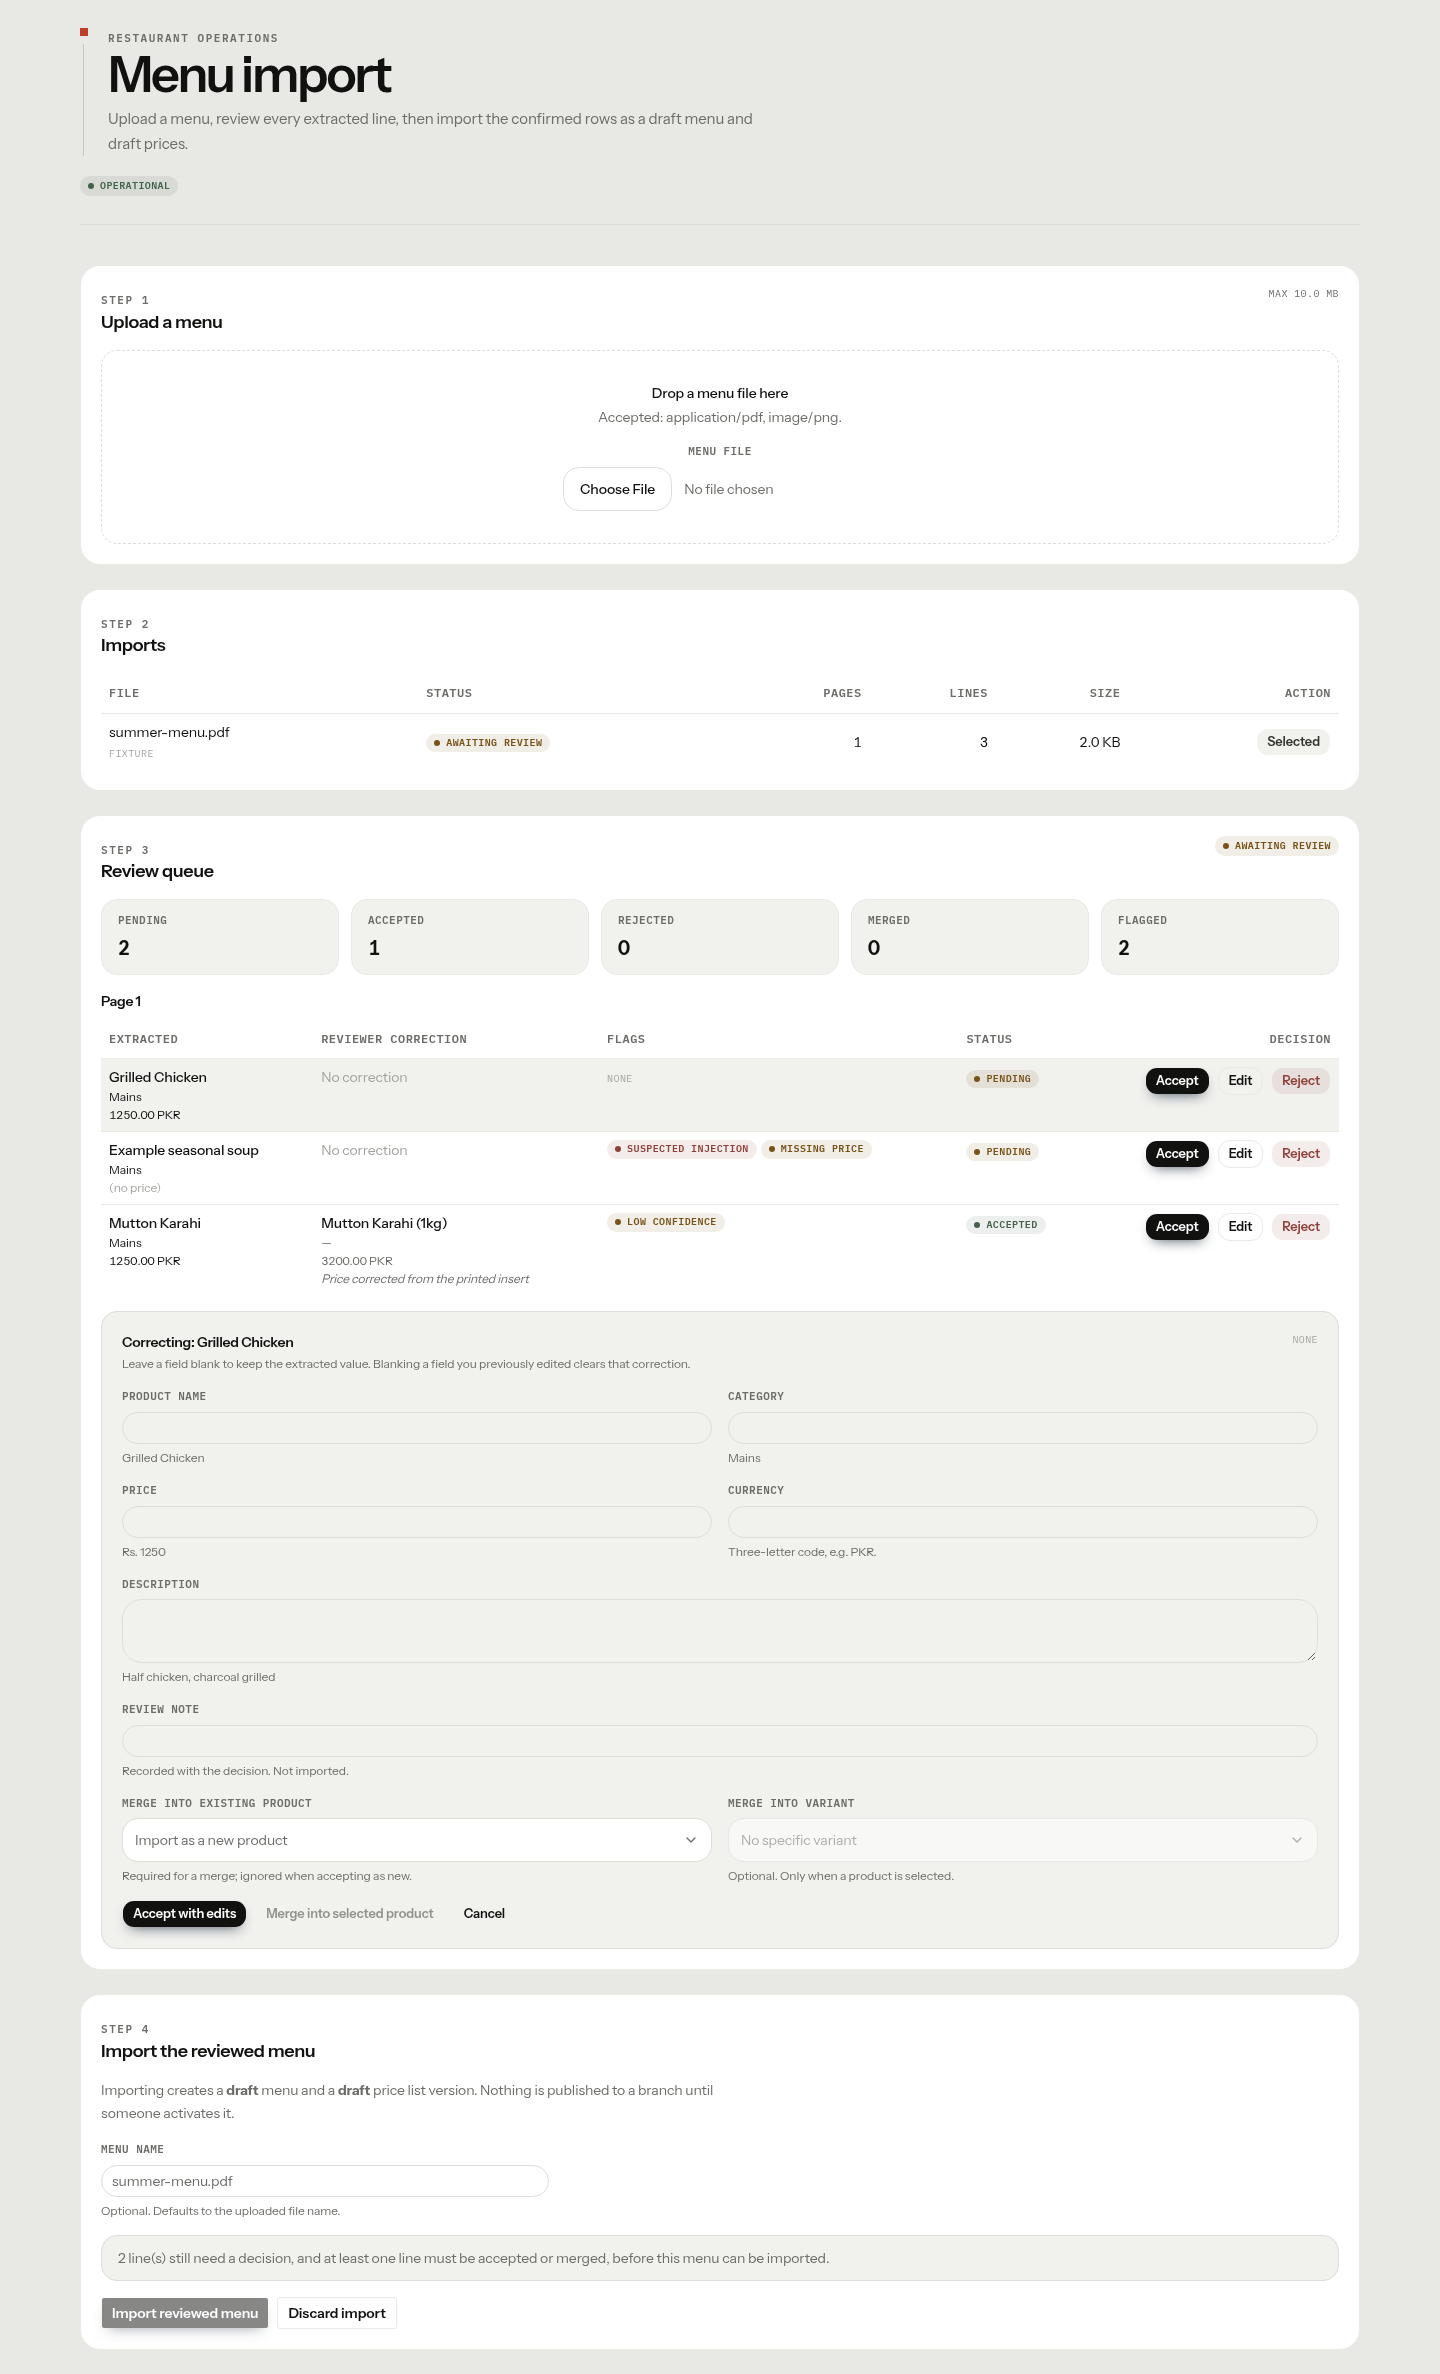 RESTAURANT OPERATIONS
Menu import
Upload a menu, review every extracted line, then import the confirmed rows as a draft menu and
draft prices.
OPERATIONAL
STEP 1
MAX 10.0 MB
Upload a menu
Drop a menu file here
Accepted: application/pdf, image/png.
MENU FILE
Choose File No file chosen
STEP 2
Imports
FILE STATUS PAGES LINES SIZE ACTION
summer-menu.pdf AWAITING REVIEW 1 3 2.0 KB Selected
FIXTURE
STEP 3
AWAITING REVIEW
Review queue
PENDING ACCEPTED REJECTED MERGED FLAGGED
2 1 0 0 2
Page 1
EXTRACTED REVIEWER CORRECTION FLAGS STATUS DECISION
Grilled Chicken No correction NONE PENDING Accept Edit Reject
Mains
1250.00 PKR
Example seasonal soup No correction SUSPECTED INJECTION MISSING PRICE PENDING Accept Edit Reject
Mains
(no price)
Mutton Karahi Mutton Karahi (1kg) LOW CONFIDENCE ACCEPTED Accept Edit Reject
Mains —
1250.00 PKR 3200.00 PKR
Price corrected from the printed insert
Correcting: Grilled Chicken NONE
Leave a field blank to keep the extracted value. Blanking a field you previously edited clears that correction.
PRODUCT NAME CATEGORY
Grilled Chicken Mains
PRICE CURRENCY
Rs. 1250 Three-letter code, e.g. PKR.
DESCRIPTION
Half chicken, charcoal grilled
REVIEW NOTE
Recorded with the decision. Not imported.
MERGE INTO EXISTING PRODUCT MERGE INTO VARIANT
Import as a new product No specific variant
Required for a merge; ignored when accepting as new. Optional. Only when a product is selected.
Accept with edits Merge into selected product Cancel
STEP 4
Import the reviewed menu
Importing creates a draft menu and a draft price list version. Nothing is published to a branch until
someone activates it.
MENU NAME
summer-menu.pdf
Optional. Defaults to the uploaded file name.
2 line(s) still need a decision, and at least one line must be accepted or merged, before this menu can be imported.
Import reviewed menu Discard import